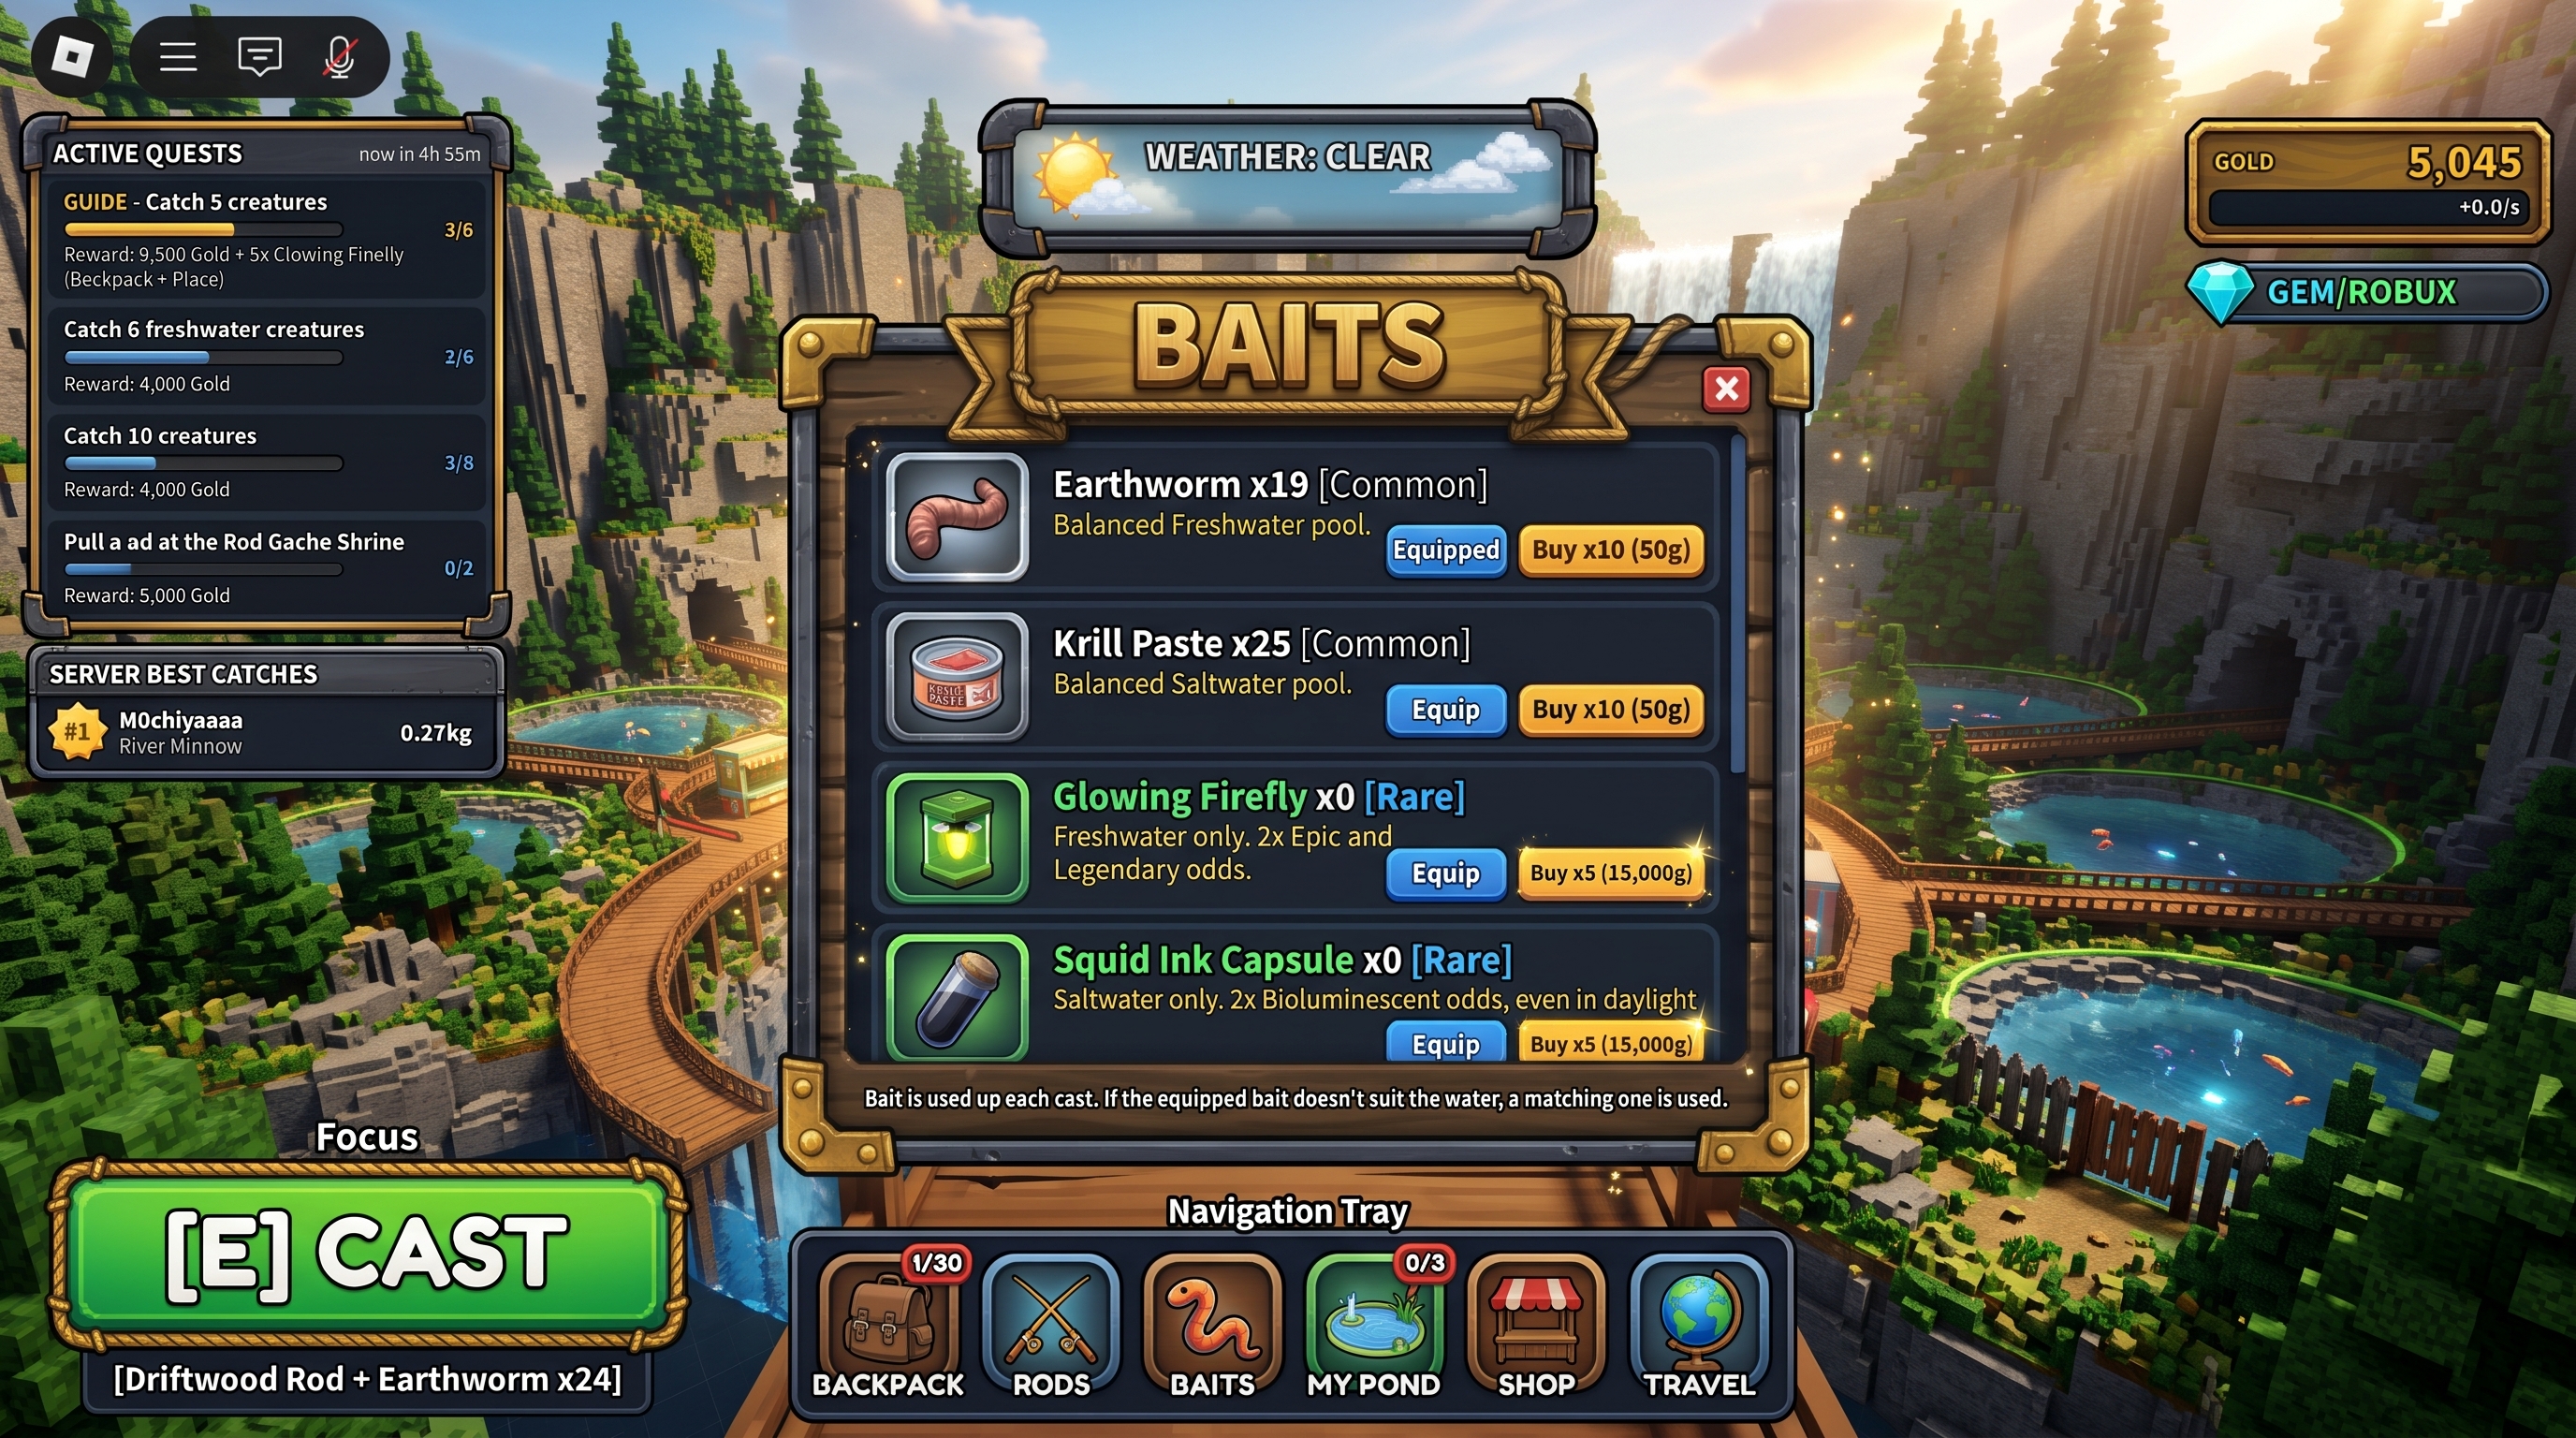 ACTIVE QUESTS
now in 4h 55m
GUIDE - Catch 5 creatures
3/6
Reward: 9,500 Gold + 5x Clowing Finelly
(Beckpack + Place)
Catch 6 freshwater creatures
2/6
Reward: 4,000 Gold
Catch 10 creatures
3/8
Reward: 4,000 Gold
Pull a ad at the Rod Gache Shrine
0/2
Reward: 5,000 Gold
SERVER BEST CATCHES
#1
M0chiyaaaa
River Minnow
0.27kg
WEATHER: CLEAR
GOLD
5,045
+0.0/s
GEM/ROBUX
BAITS
Earthworm x19 [Common]
Balanced Freshwater pool.
Equipped
Buy x10 (50g)
Krill Paste x25 [Common]
Balanced Saltwater pool.
PASTE
Equip
Buy x10 (50g)
Glowing Firefly x0 [Rare]
Freshwater only. 2x Epic and
Legendary odds.
Equip
Buy x5 (15,000g)
Squid Ink Capsule x0 [Rare]
Saltwater only. 2x Bioluminescent odds, even in daylight
Equip
Buy x5 (15,000g)
Bait is used up each cast. If the equipped bait doesn't suit the water, a matching one is used.
Focus
[E] CAST
[Driftwood Rod + Earthworm x24]
Navigation Tray
1/30
0/3
BACKPACK
RODS
BAITS
MY POND
SHOP
TRAVEL